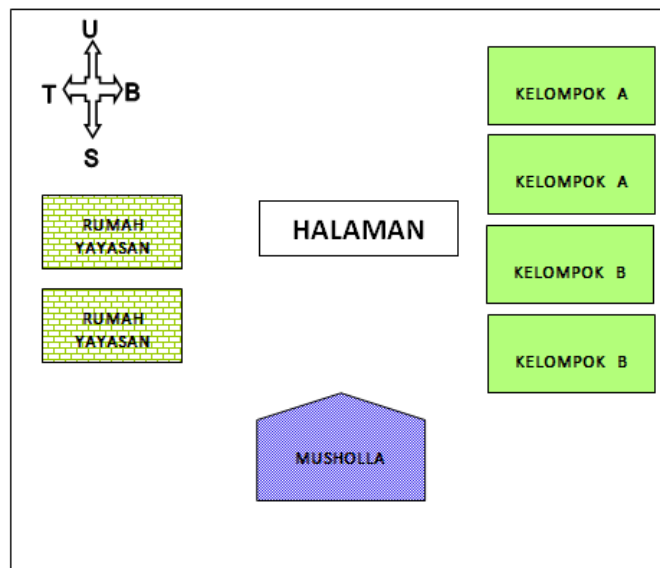 U
T B
S
KELOMPOK A
KELOMPOK A
RUMAH
YAYASAN
HALAMAN
KELOMPOK B
RUMAH
YAYASAN
KELOMPOK B
MUSHOLLA